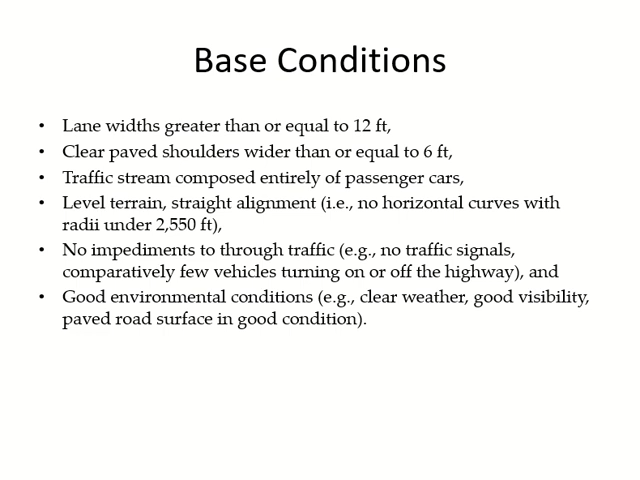 Base Conditions
• Lane widths greater than or equal to 12 ft,
• Clear paved shoulders wider than or equal to 6 ft,
• Traffic stream composed entirely of passenger cars,
• Level terrain, straight alignment (i.e., no horizontal curves with
radii under 2,550 ft),
• No impediments to through traffic (e.g., no traffic signals,
comparatively few vehicles turning on or off the highway), and
• Good environmental conditions (e.g., clear weather, good visibility,
paved road surface in good condition).